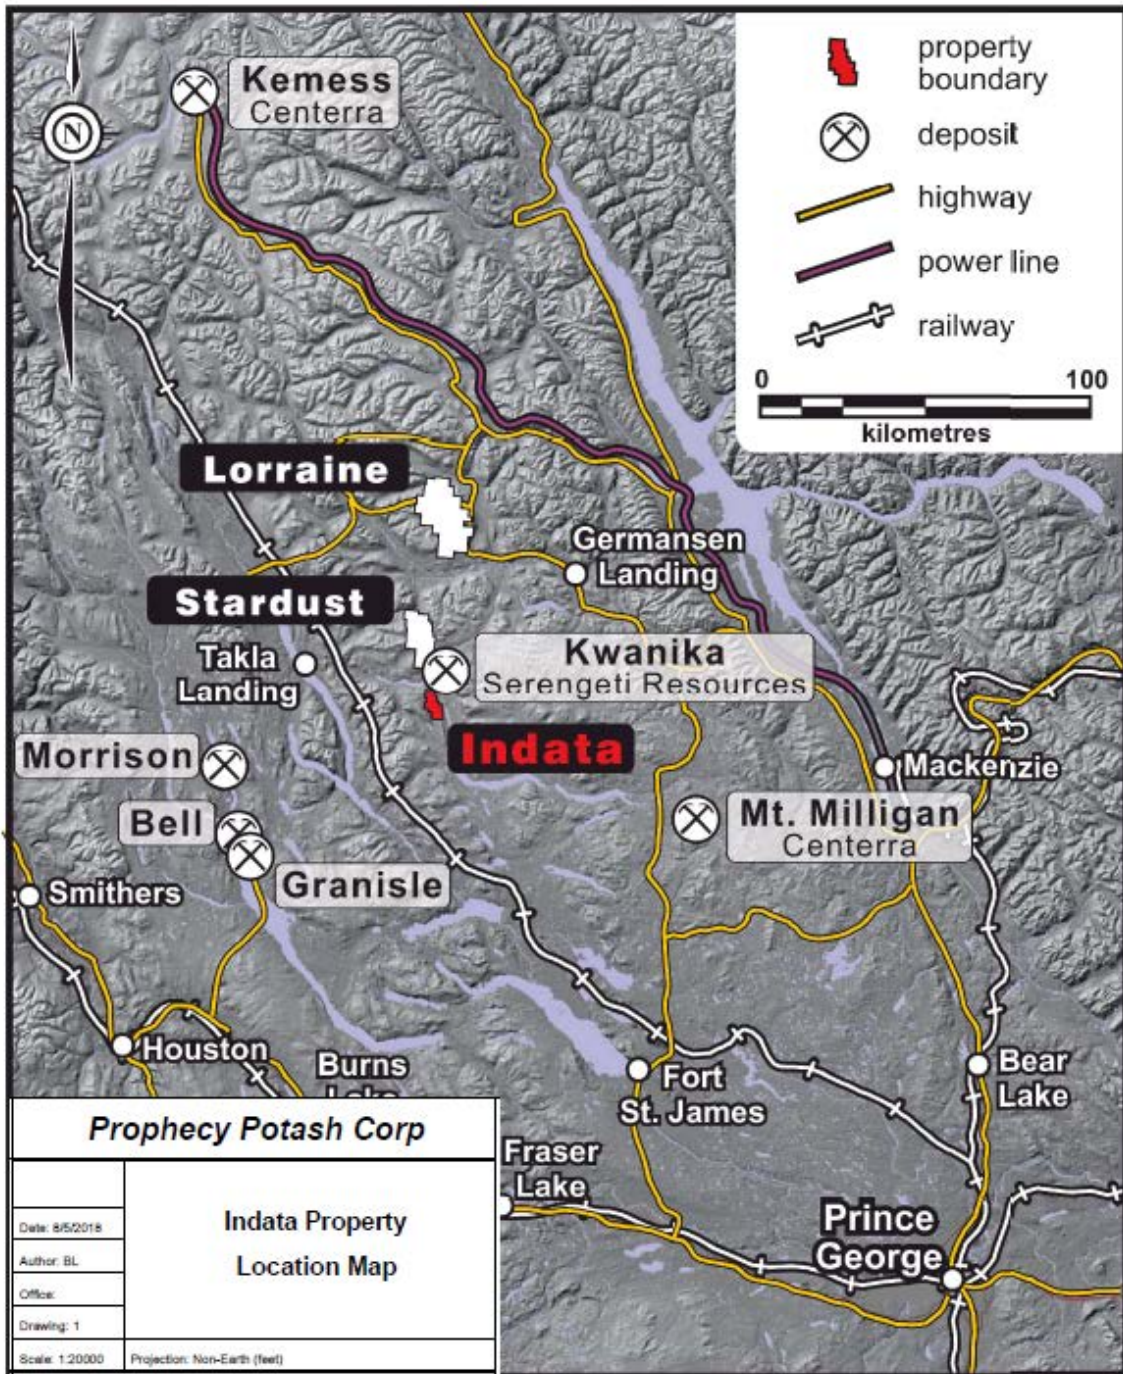 Kemess
Centerra
N
property
boundary
deposit
highway
power line
railway
0 100
kilometres
Lorraine
Germansen
Landing
Stardust
Takla
Landing
Kwanika
Serengeti Resources
Indata
Morrison
Mackenzie
Bell
Mt. Milligan
Centerra
Granisle
Smithers
Houston
Burns
Lake
Bear
Lake
Fort
St. James
Fraser
Lake
Prince
George
Prophecy Potash Corp
Indata Property
Location Map
Date: 8/5/2018
Author: BL
Office:
Drawing: 1
Scale: 1:20000
Projection: Non-Earth (feet)